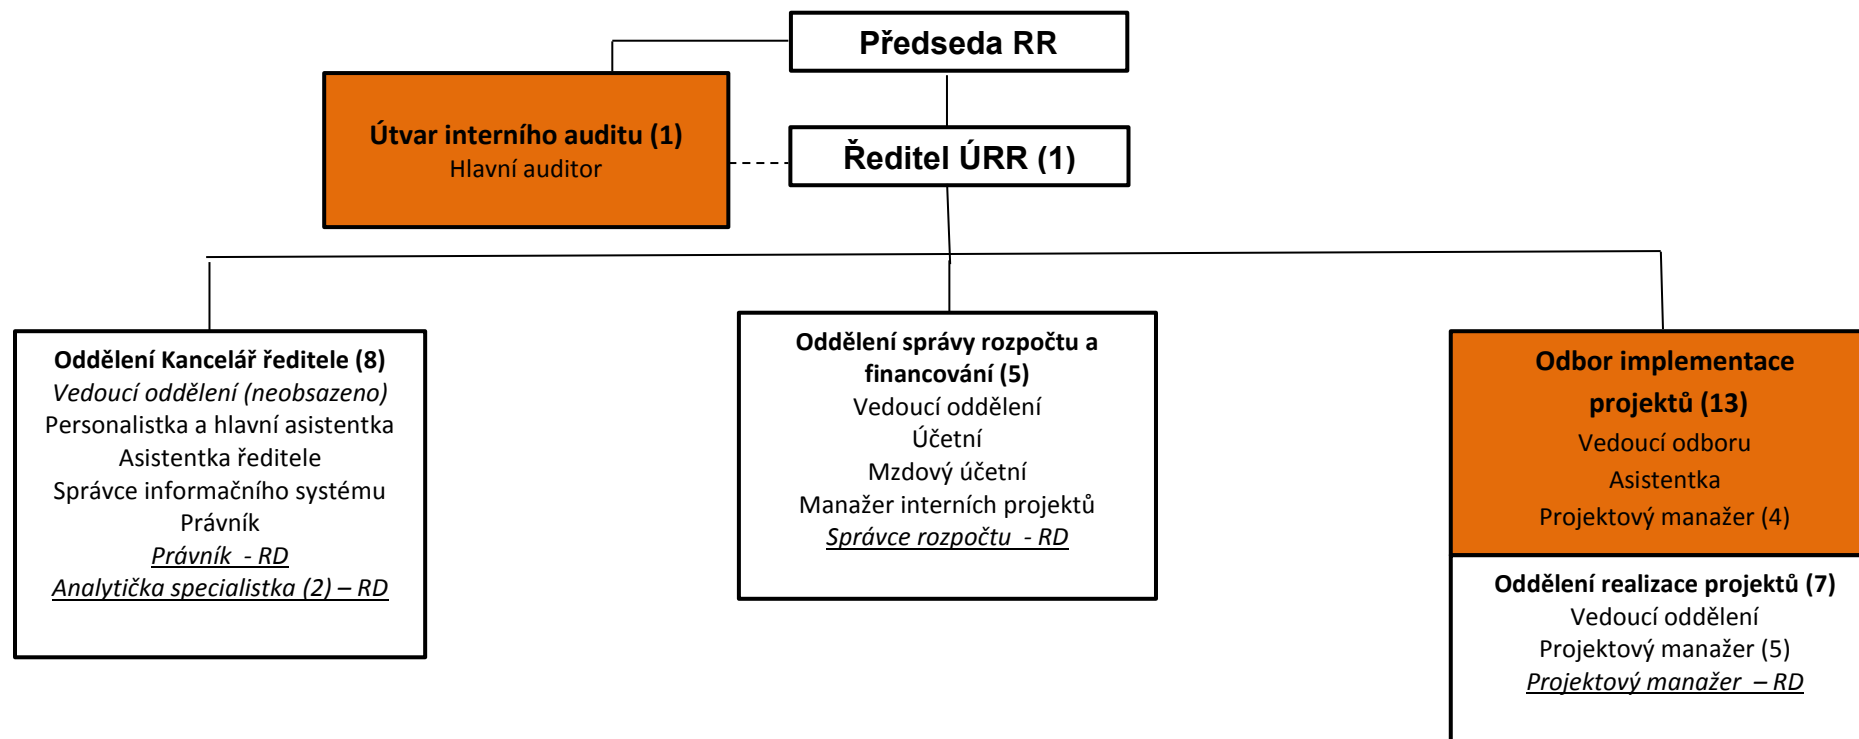 Předseda RR
Útvar interního auditu (1)
Hlavní auditor
Ředitel ÚRR (1)
Oddělení Kancelář ředitele (8)
Vedoucí oddělení (neobsazeno)
Personalistka a hlavní asistentka
Asistentka ředitele
Správce informačního systému
Právník
Právník - RD
Analytička specialistka (2) – RD
Oddělení správy rozpočtu a
financování (5)
Vedoucí oddělení
Účetní
Mzdový účetní
Manažer interních projektů
Správce rozpočtu - RD
Odbor implementace
projektů (13)
Vedoucí odboru
Asistentka
Projektový manažer (4)
Oddělení realizace projektů (7)
Vedoucí oddělení
Projektový manažer (5)
Projektový manažer – RD